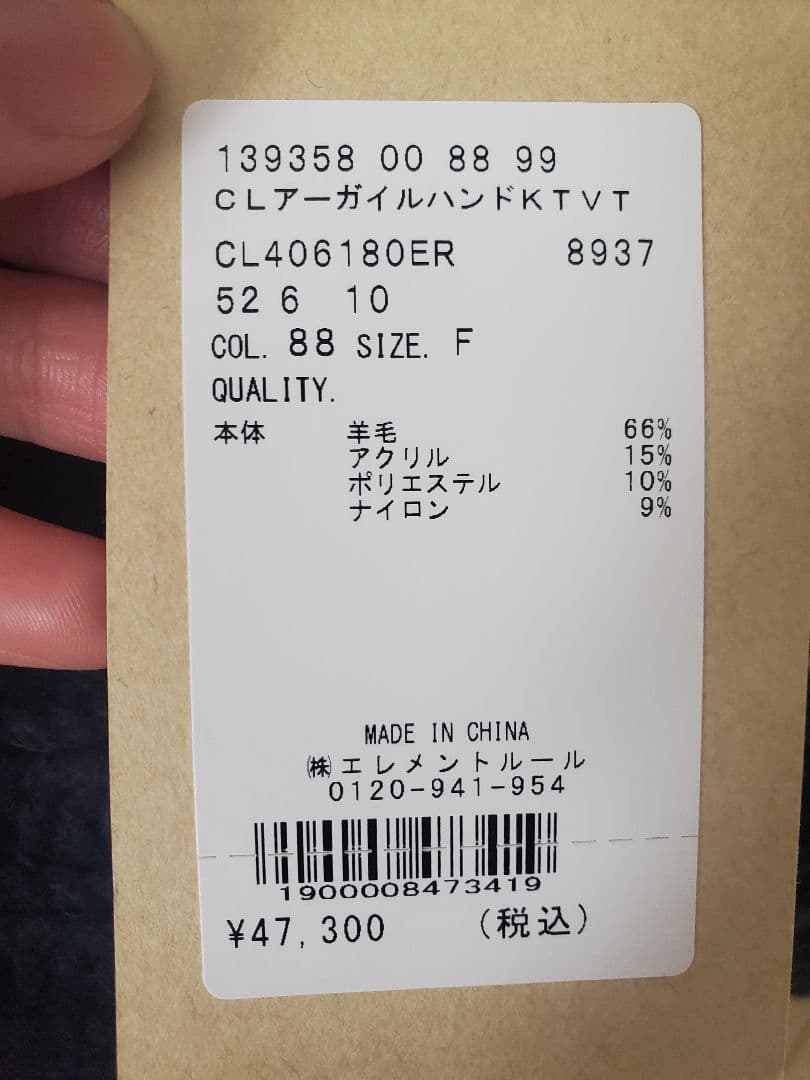 139358 00 88 99
CLアーガイルハンドKTVT
CL406180ER 8937
52 6 10
COL. 88 SIZE. F
QUALITY.
本体 羊毛 66%
アクリル 15%
ポリエステル 10%
ナイロン 9%
MADE IN CHINA
㈱エレメントルール
0120-941-954
1900008473419
¥47,300 (税込)